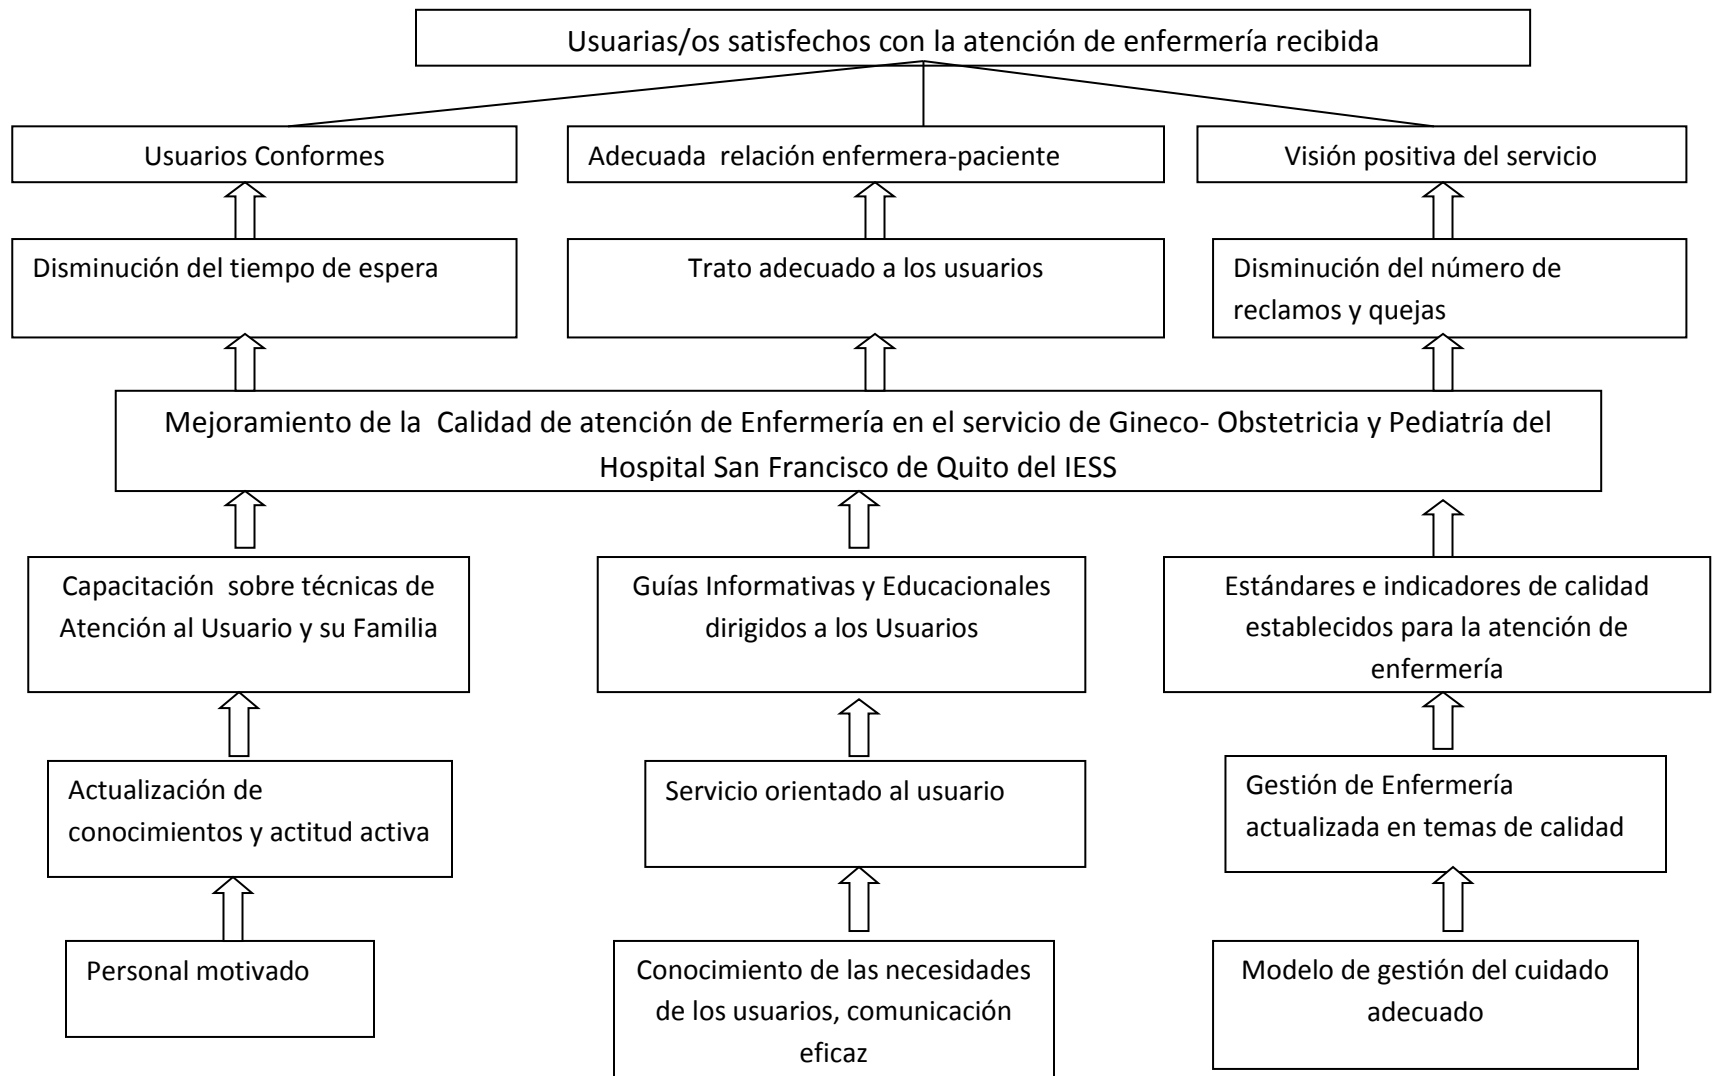 Usuarias/os satisfechos con la atención de enfermería recibida
Usuarios Conformes
Adecuada relación enfermera-paciente
Visión positiva del servicio
Disminución del tiempo de espera
Trato adecuado a los usuarios
Disminución del número de
reclamos y quejas
Mejoramiento de la Calidad de atención de Enfermería en el servicio de Gineco- Obstetricia y Pediatría del
Hospital San Francisco de Quito del IESS
Capacitación sobre técnicas de
Atención al Usuario y su Familia
Guías Informativas y Educacionales
dirigidos a los Usuarios
Estándares e indicadores de calidad
establecidos para la atención de
enfermería
Actualización de
conocimientos y actitud activa
Servicio orientado al usuario
Gestión de Enfermería
actualizada en temas de calidad
Personal motivado
Conocimiento de las necesidades
de los usuarios, comunicación
eficaz
Modelo de gestión del cuidado
adecuado